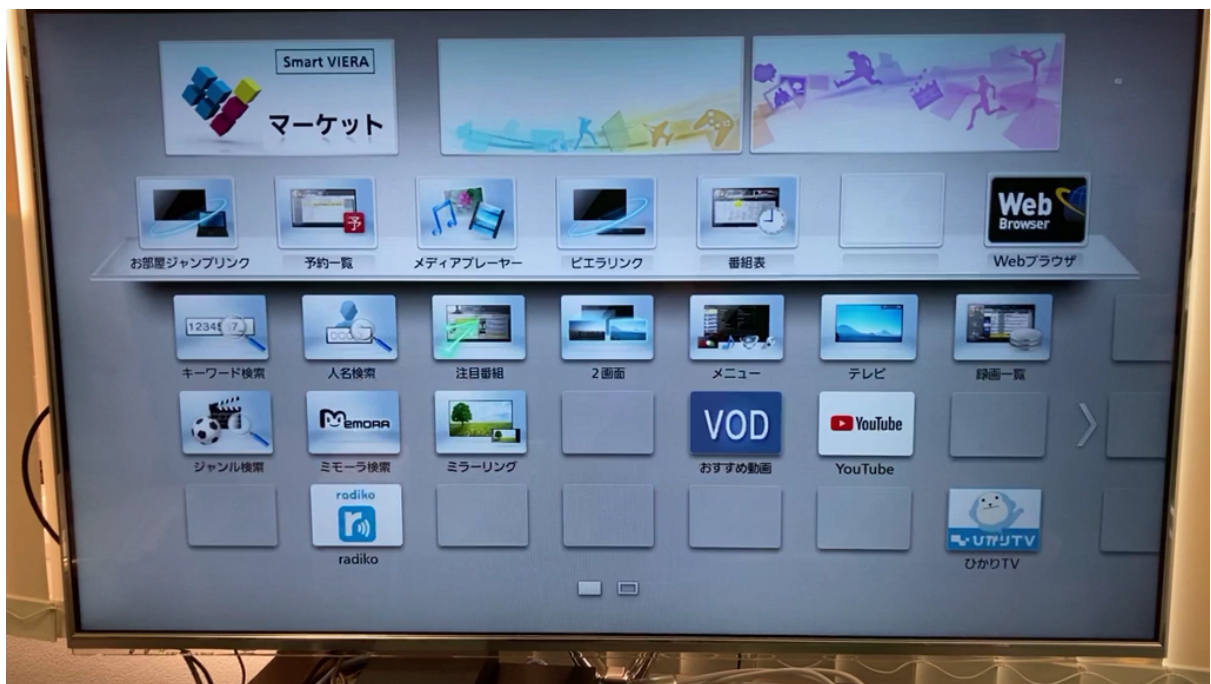 Smart VIERA
マーケット
予
お部屋ジャンプリンク
予約一覧
メディアプレーヤー
ビエラリンク
番組表
Web
Browser
Webブラウザ
キーワード検索
人名検索
注目番組
2画面
メニュー
テレビ
録画一覧
MEMORA
VOD
YouTube
ジャンル検索
ミモーラ検索
ミラーリング
おすすめ動画
YouTube
radiko
radiko
ひかりTV
ひかりTV